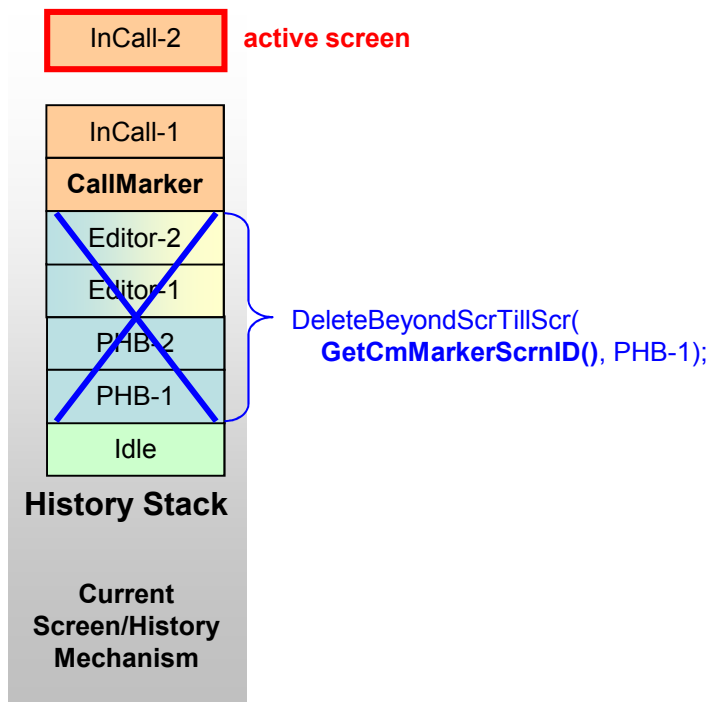 InCall-2
active screen
InCall-1
CallMarker
Editor-2
Editor-1
PHB-2
PHB-1
Idle
DeleteBeyondScrTillScr(
GetCmMarkerScrnID(), PHB-1);
History Stack
Current
Screen/History
Mechanism